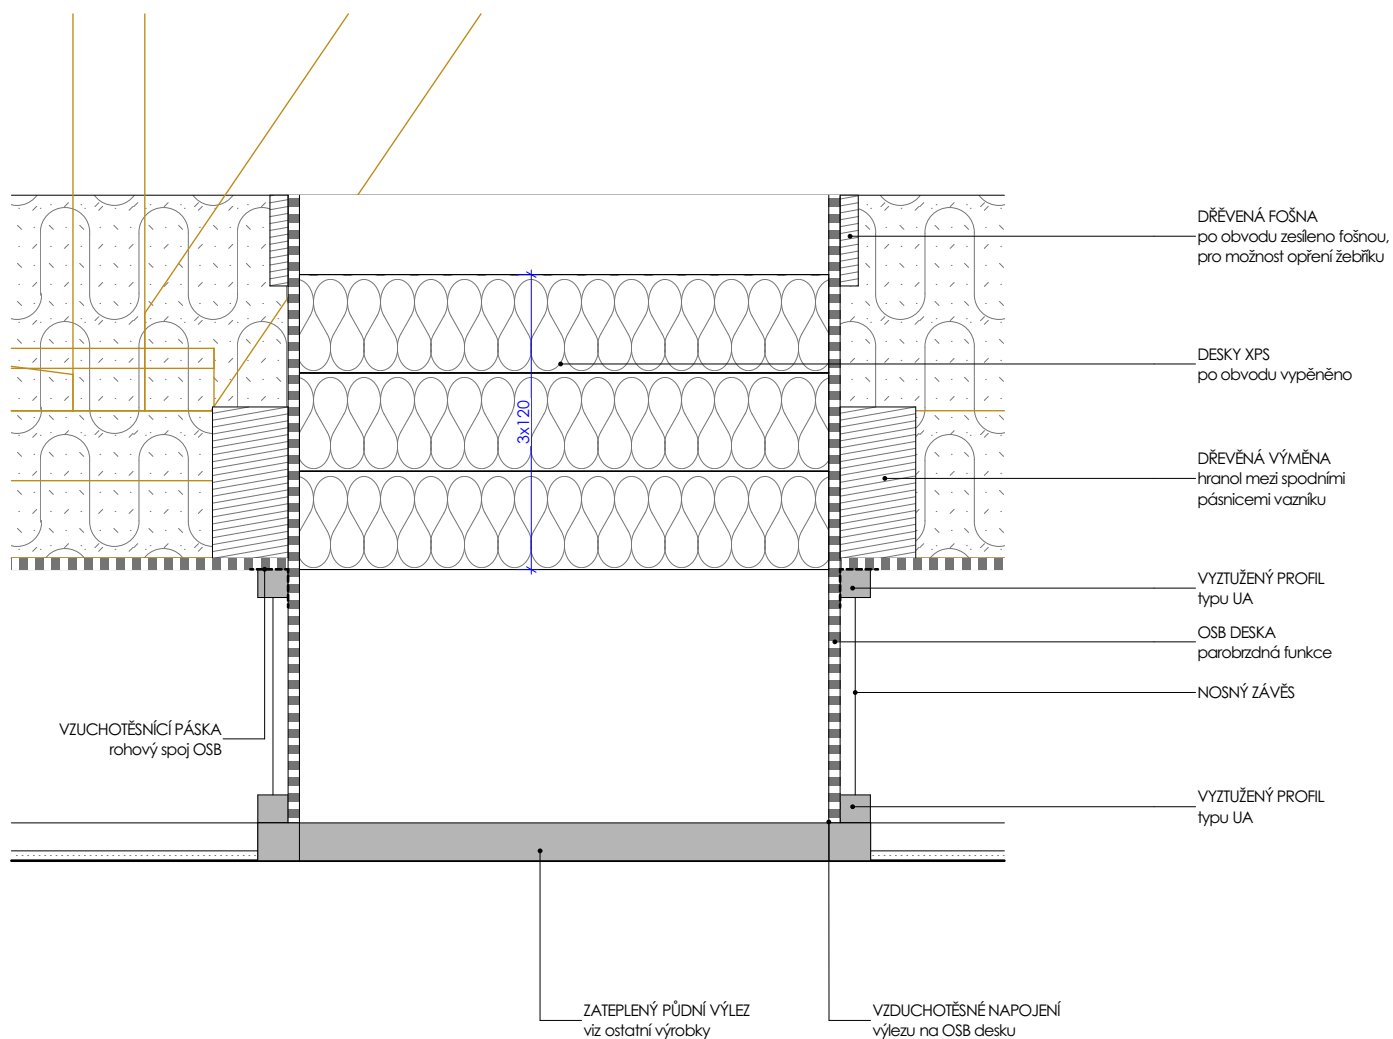 DŘĚVENÁ FOŠNA
po obvodu zesíleno fošnou,
pro možnost opření žebříku
DESKY XPS
po obvodu vypěněno
3x120
DŘEVĚNÁ VÝMĚNA
hranol mezi spodními
pásnicemi vazníku
VYZTUŽENÝ PROFIL
typu UA
OSB DESKA
parobrzdná funkce
NOSNÝ ZÁVĚS
VZUCHOTĚSNÍCÍ PÁSKA
rohový spoj OSB
VYZTUŽENÝ PROFIL
typu UA
ZATEPLENÝ PŮDNÍ VÝLEZ
viz ostatní výrobky
VZDUCHOTĚSNÉ NAPOJENÍ
výlezu na OSB desku